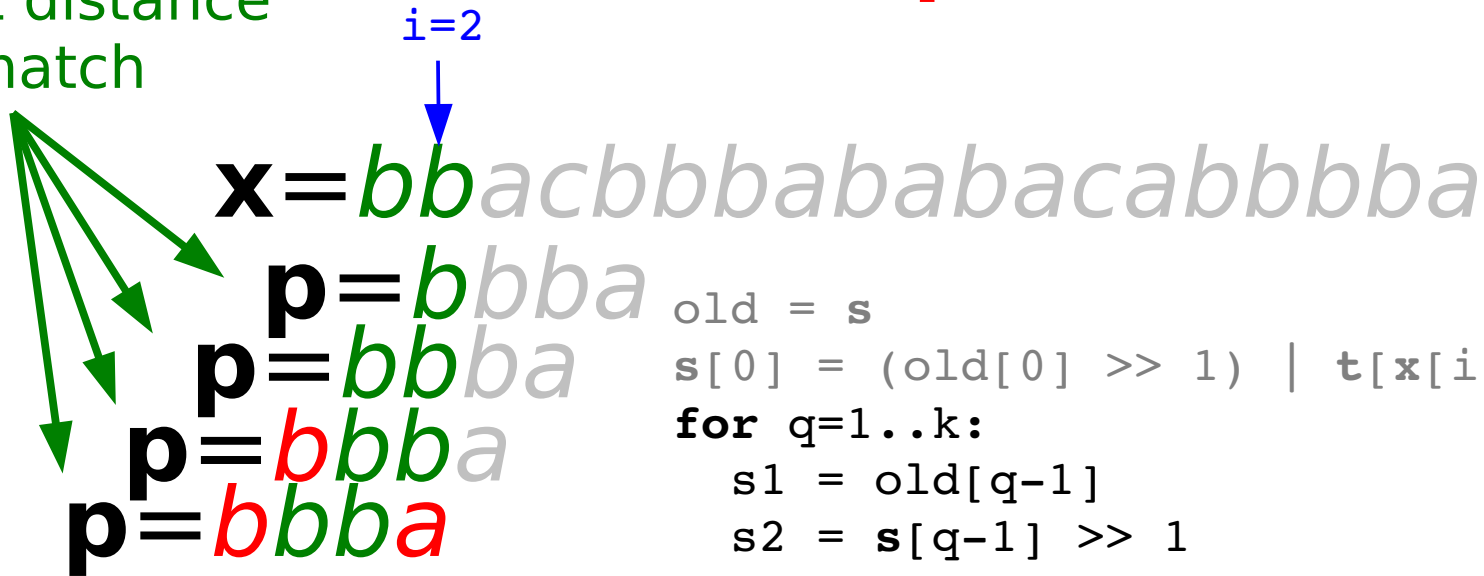 distance
i=2
match
x=bbacbbbababacabbbba
p=bbba
old = s
p=bbba
s[0] = (old[0] >> 1) | t[x[i
for q=1..k:
p=bbba
s1 = old[q-1]
p=bbba
s2 = s[q-1] >> 1